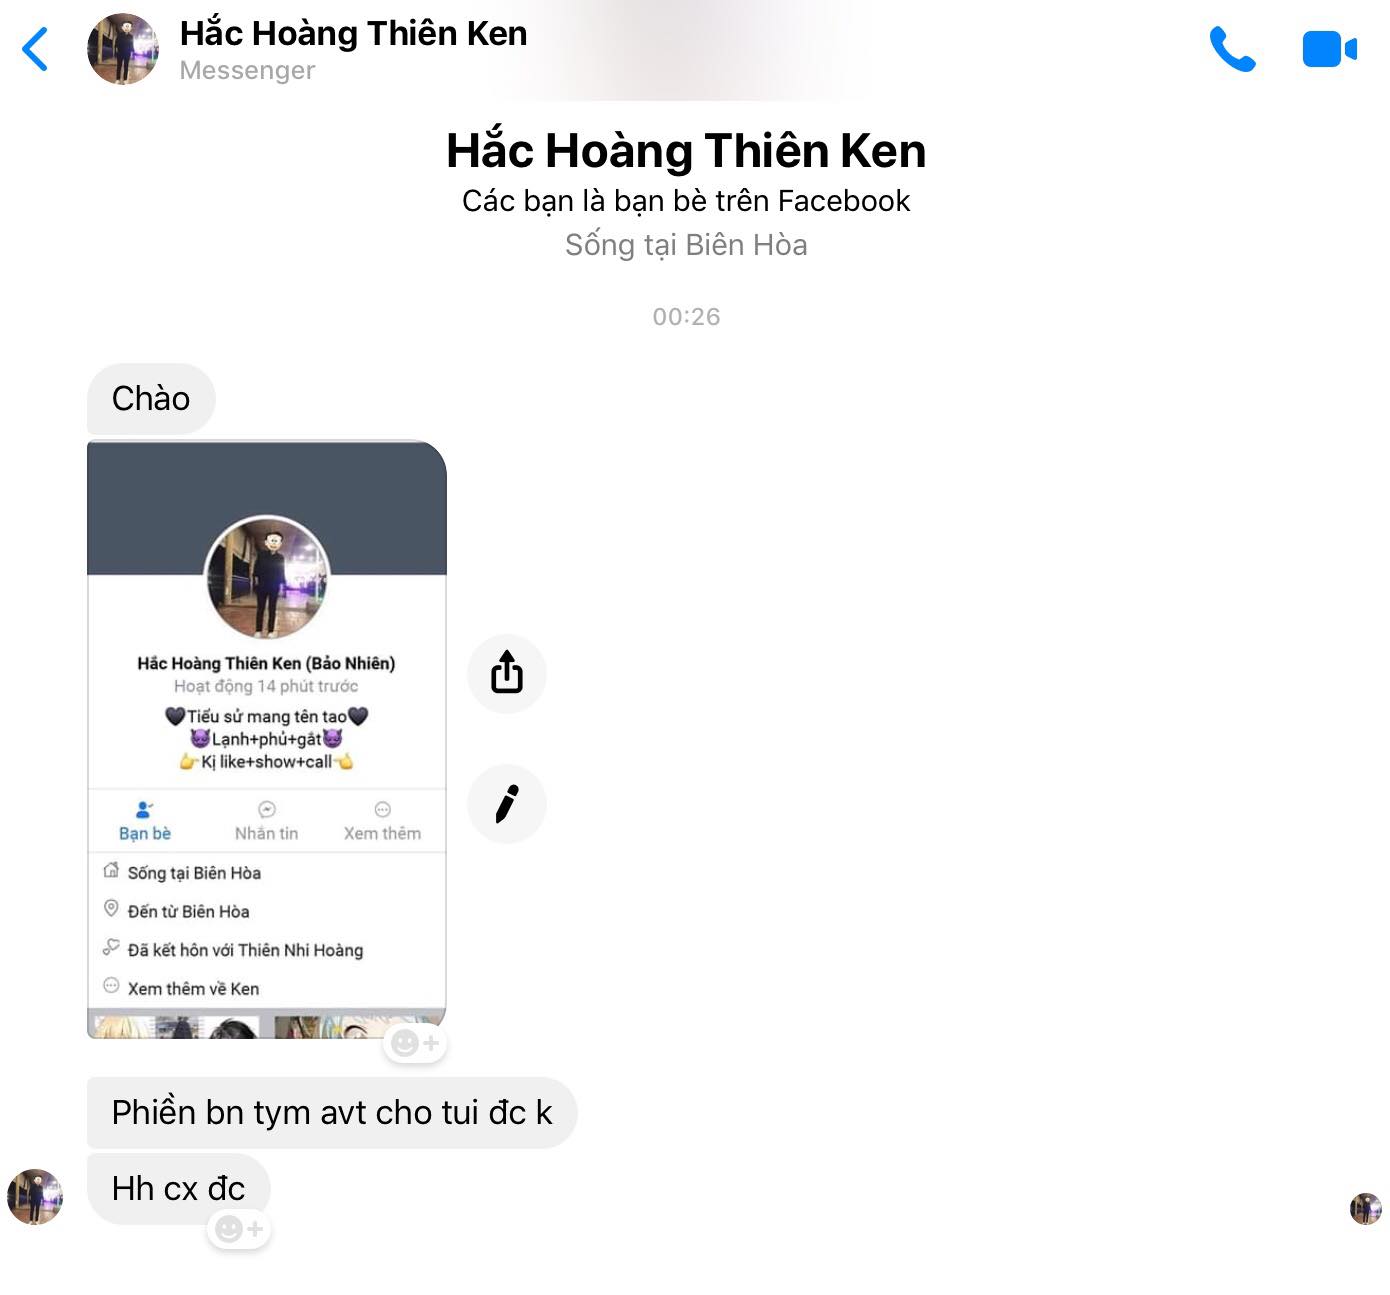 Hắc Hoàng Thiên Ken
Messenger
Hắc Hoàng Thiên Ken
Các bạn là bạn bè trên Facebook
Sống tại Biên Hòa
00:26
Chào
Hắc Hoàng Thiên Ken (Bảo Nhiên)
Hoạt động 14 phút trước
🖤Tiểu sử mang tên tao🖤
😈Lạnh+phủ+gắt😈
👉Kị like+show+call👈
Bạn bè
Nhắn tin
Xem thêm
Sống tại Biên Hòa
Đến từ Biên Hòa
Đã kết hôn với Thiên Nhi Hoàng
Xem thêm về Ken
Phiền bn tym avt cho tui đc k
Hh cx đc